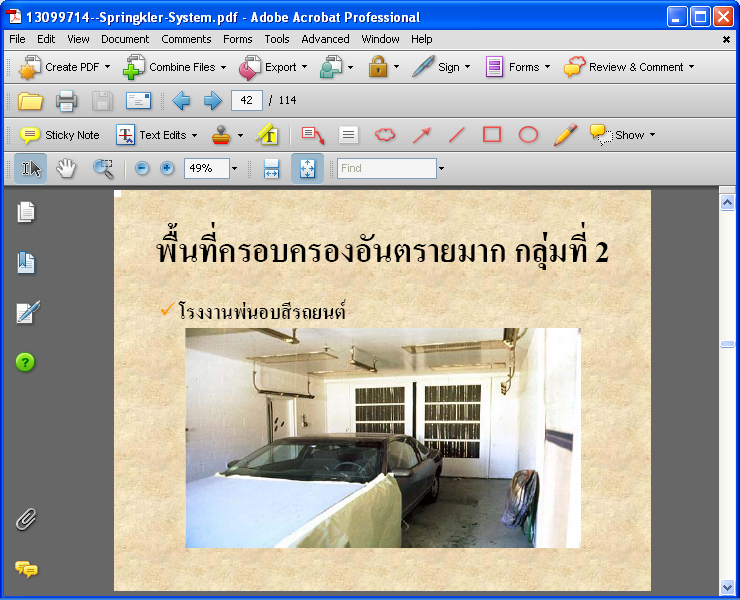 13099714--Springkler-System.pdf - Adobe Acrobat Professional
File Edit View Document Comments Forms Tools Advanced Window Help
Create PDF Combine Files Export Sign Forms Review & Comment
42 / 114
Sticky Note Text Edits Show
49% Find
พื้นที่ครอบครองอันตรายมาก กลุ่มที่ 2
โรงงานพ่นอบสีรถยนต์